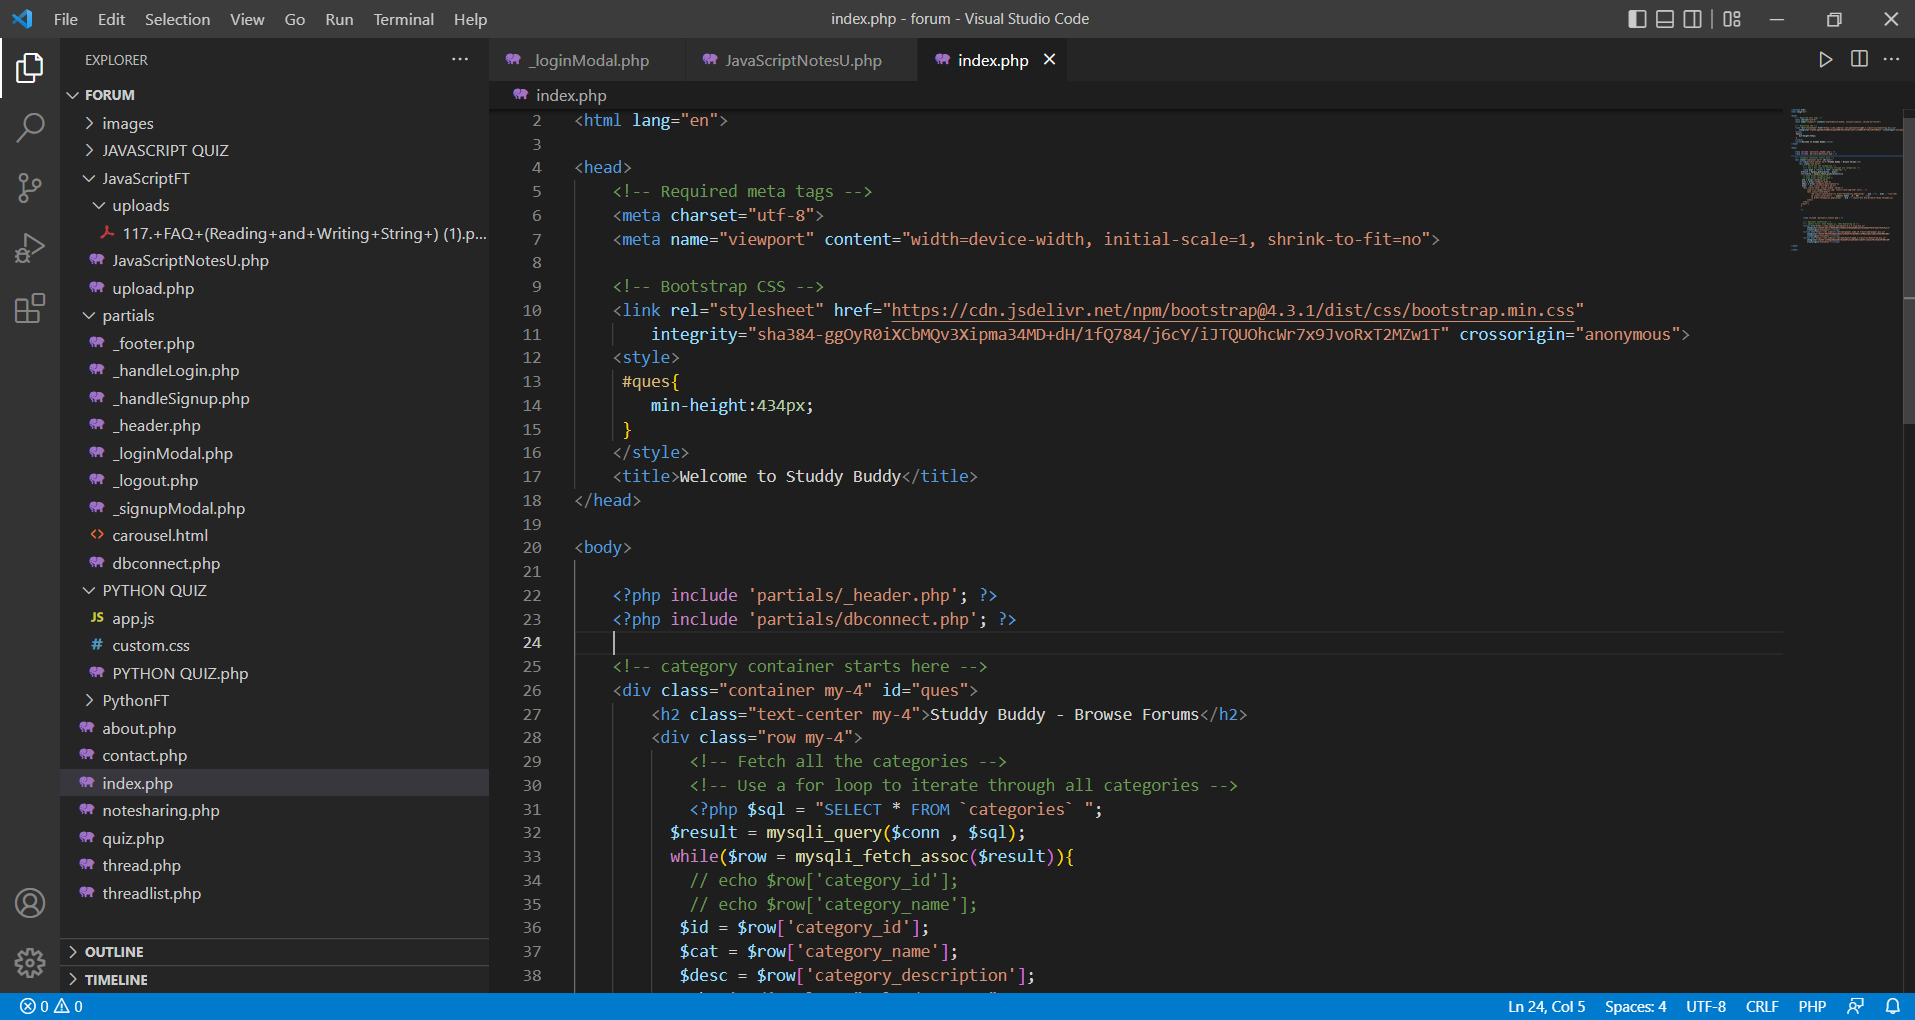 File Edit Selection View Go Run Terminal Help
index.php - forum - Visual Studio Code
EXPLORER
FORUM
images
JAVASCRIPT QUIZ
JavaScriptFT
uploads
117.+FAQ+(Reading+and+Writing+String+) (1).p...
JavaScriptNotesU.php
upload.php
partials
_footer.php
_handleLogin.php
_handleSignup.php
_header.php
_loginModal.php
_logout.php
_signupModal.php
carousel.html
dbconnect.php
PYTHON QUIZ
JS app.js
# custom.css
PYTHON QUIZ.php
PythonFT
about.php
contact.php
index.php
notesharing.php
quiz.php
thread.php
threadlist.php
OUTLINE
TIMELINE
_loginModal.php JavaScriptNotesU.php index.php
index.php
2 <html lang="en">
3
4 <head>
5 <!-- Required meta tags -->
6 <meta charset="utf-8">
7 <meta name="viewport" content="width=device-width, initial-scale=1, shrink-to-fit=no">
8
9 <!-- Bootstrap CSS -->
10 <link rel="stylesheet" href="https://cdn.jsdelivr.net/npm/bootstrap@4.3.1/dist/css/bootstrap.min.css"
11 integrity="sha384-ggOyR0iXCbMQv3Xipma34MD+dH/1fQ784/j6cY/iJTQUOhcWr7x9JvoRxT2MZw1T" crossorigin="anonymous">
12 <style>
13 #ques{
14 min-height:434px;
15 }
16 </style>
17 <title>Welcome to Studdy Buddy</title>
18 </head>
19
20 <body>
21
22 <?php include 'partials/_header.php'; ?>
23 <?php include 'partials/dbconnect.php'; ?>
24
25 <!-- category container starts here -->
26 <div class="container my-4" id="ques">
27 <h2 class="text-center my-4">Studdy Buddy - Browse Forums</h2>
28 <div class="row my-4">
29 <!-- Fetch all the categories -->
30 <!-- Use a for loop to iterate through all categories -->
31 <?php $sql = "SELECT * FROM `categories` ";
32 $result = mysqli_query($conn , $sql);
33 while($row = mysqli_fetch_assoc($result)){
34 // echo $row['category_id'];
35 // echo $row['category_name'];
36 $id = $row['category_id'];
37 $cat = $row['category_name'];
38 $desc = $row['category_description'];
0 0
Ln 24, Col 5 Spaces: 4 UTF-8 CRLF PHP